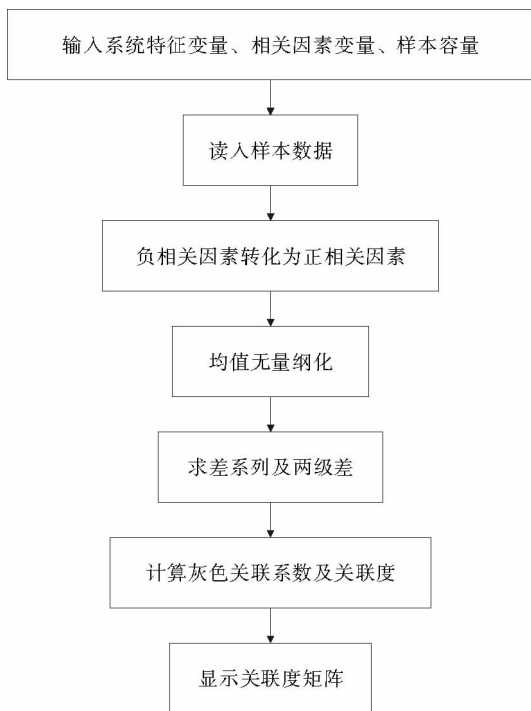 输入系统特征变量、相关因素变量、样本容量
读入样本数据
负相关因素转化为正相关因素
均值无量纲化
求差系列及两级差
计算灰色关联系数及关联度
显示关联度矩阵